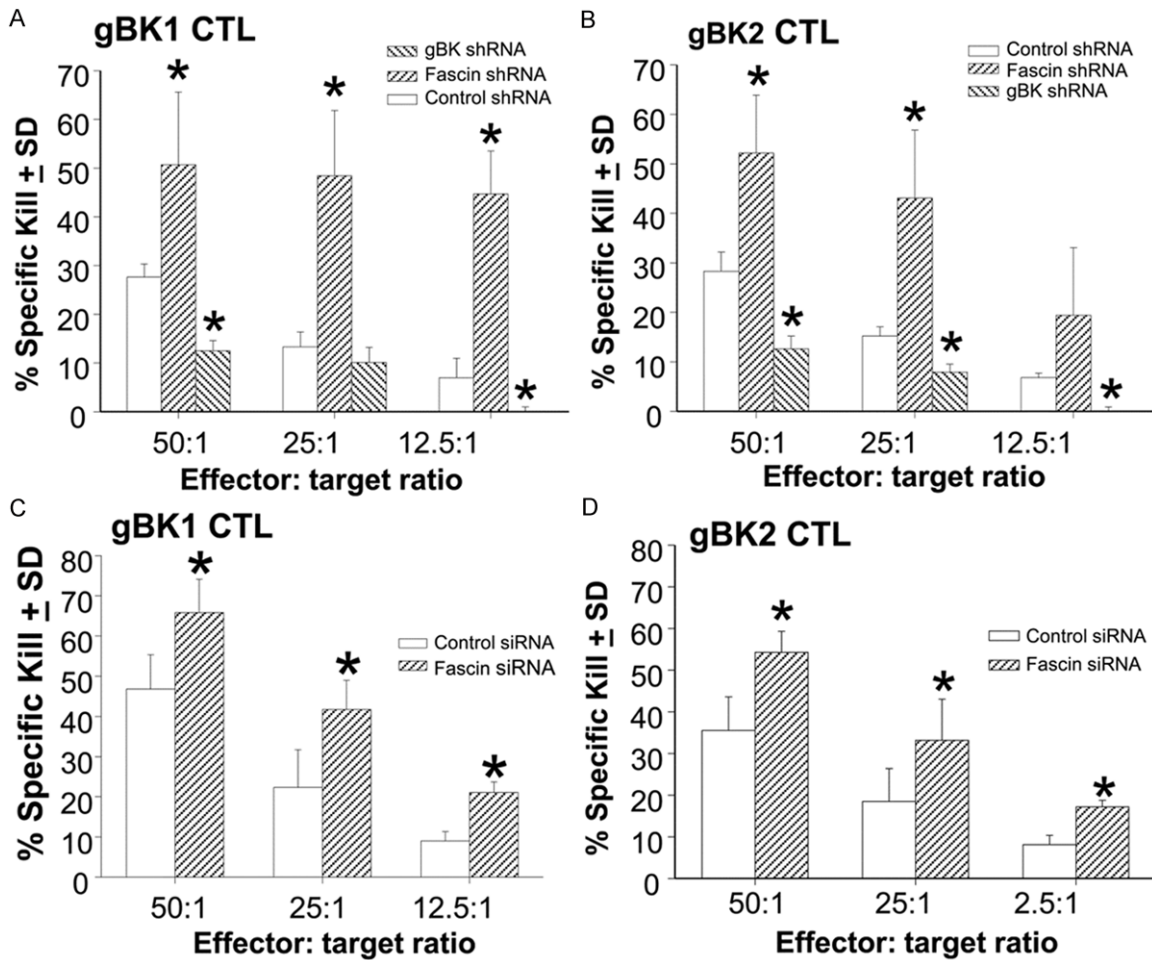 A
gBK1 CTL
gBK shRNA
Fascin shRNA
Control shRNA
% Specific Kill ± SD
70
60
50
40
30
20
10
0
* * * * *
50:1 25:1 12.5:1
Effector: target ratio
B
gBK2 CTL
Control shRNA
Fascin shRNA
gBK shRNA
% Specific Kill ± SD
70
60
50
40
30
20
10
0
* * * * *
50:1 25:1 12.5:1
Effector: target ratio
C
gBK1 CTL
Control siRNA
Fascin siRNA
% Specific Kill ± SD
80
70
60
50
40
30
20
10
0
* * *
50:1 25:1 12.5:1
Effector: target ratio
D
gBK2 CTL
Control siRNA
Fascin siRNA
% Specific Kill ± SD
80
70
60
50
40
30
20
10
0
* * *
50:1 25:1 2.5:1
Effector: target ratio